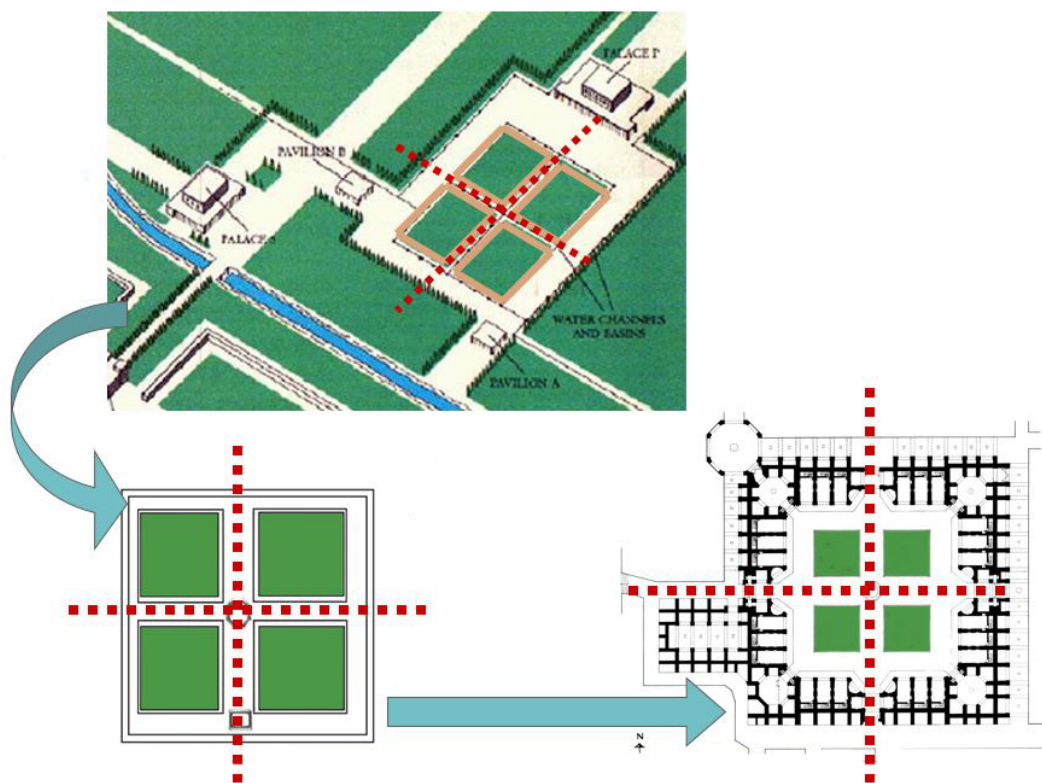 PALACE P
PAVILION B
PALACE S
WATER CHANNELS
AND BASINS
PAVILION A
N